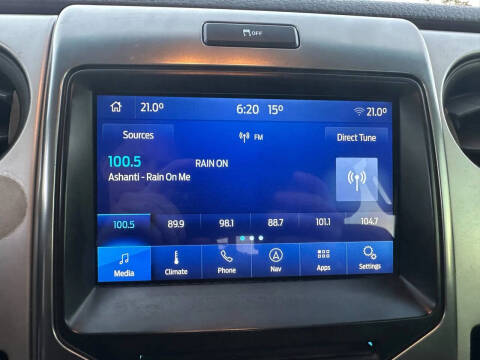 OFF
21.0° 6:20 15° 21.0°
Sources FM Direct Tune
100.5 RAIN ON
Ashanti - Rain On Me
100.5 89.9 98.1 88.7 101.1 104.7
Media Climate Phone Nav Apps Settings